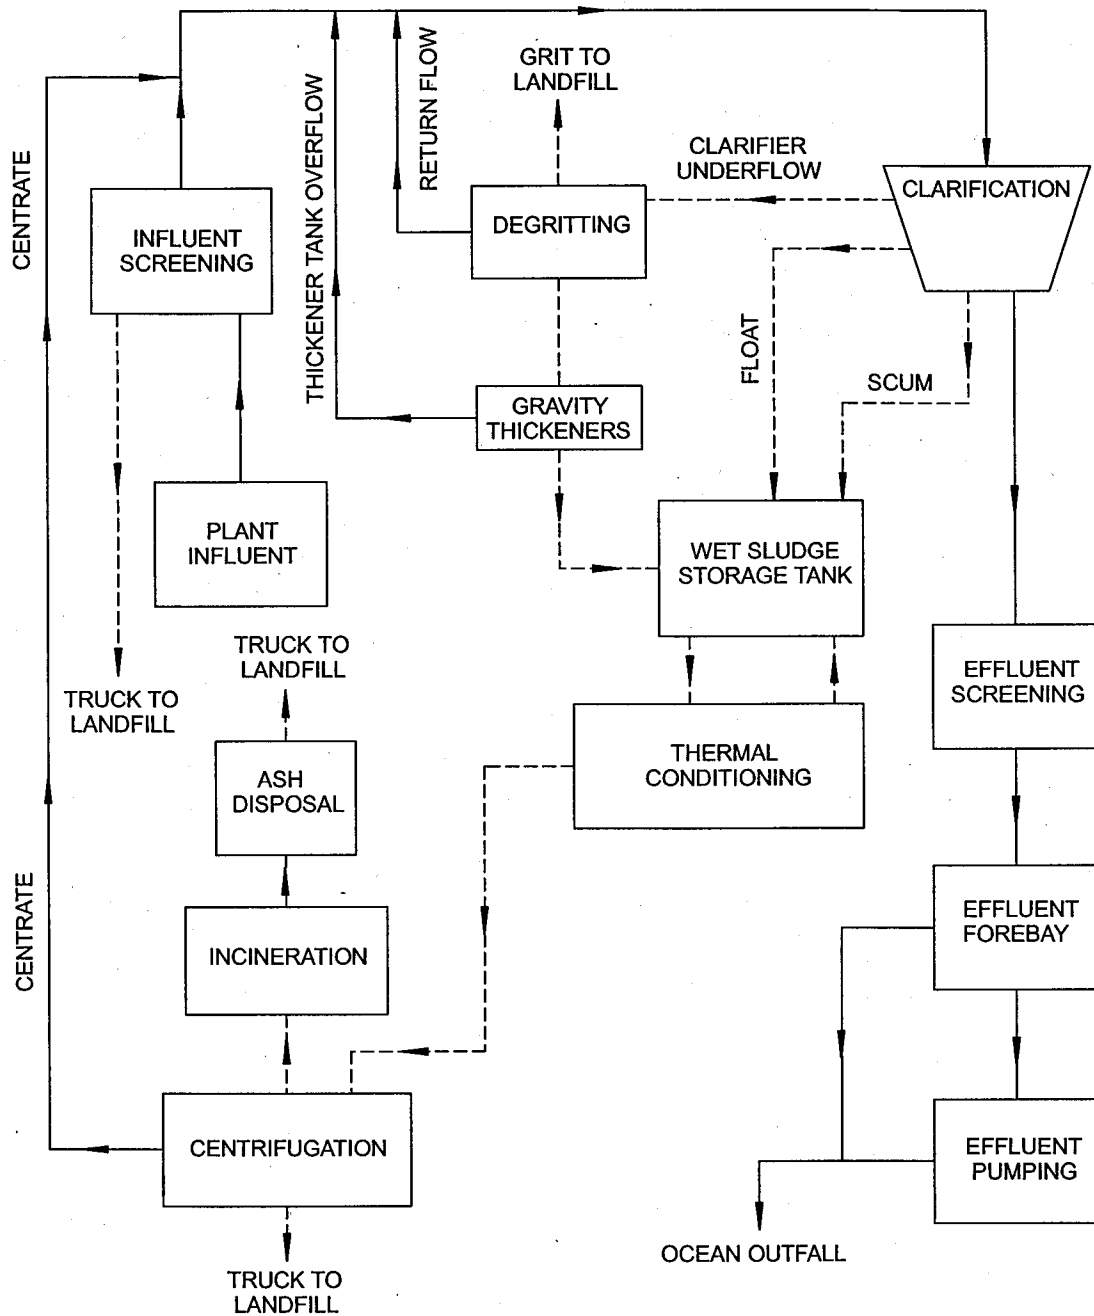 GRIT TO
LANDFILL
CENTRATE
THICKENER TANK OVERFLOW
RETURN FLOW
CLARIFIER
UNDERFLOW
CLARIFICATION
INFLUENT
SCREENING
DEGRITTING
FLOAT
SCUM
GRAVITY
THICKENERS
PLANT
INFLUENT
WET SLUDGE
STORAGE TANK
TRUCK TO
LANDFILL
TRUCK TO
LANDFILL
EFFLUENT
SCREENING
THERMAL
CONDITIONING
ASH
DISPOSAL
CENTRATE
INCINERATION
EFFLUENT
FOREBAY
CENTRIFUGATION
EFFLUENT
PUMPING
OCEAN OUTFALL
TRUCK TO
LANDFILL